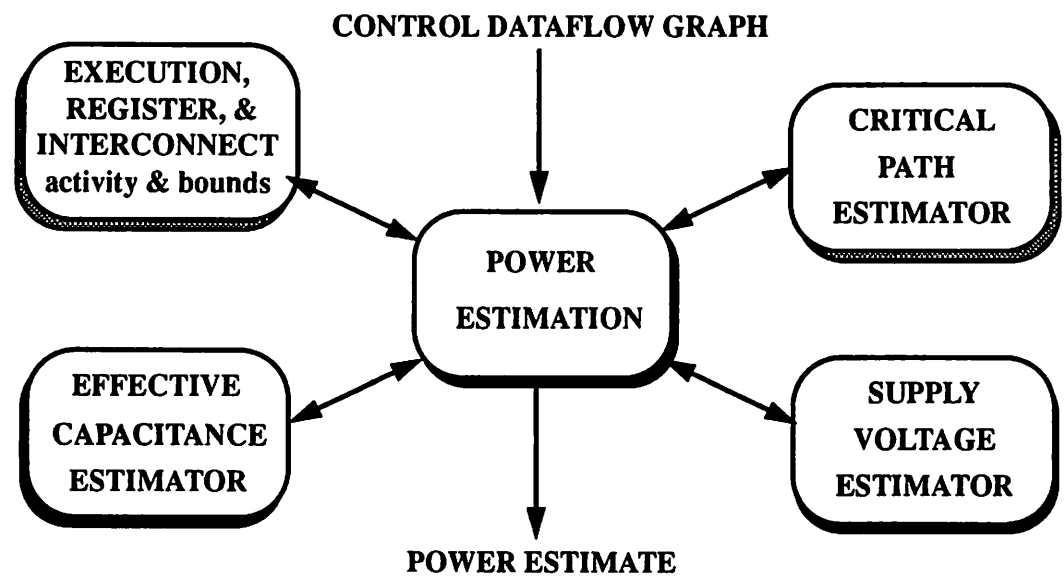 CONTROL DATAFLOW GRAPH
EXECUTION,
REGISTER, &
INTERCONNECT
activity & bounds
CRITICAL
PATH
ESTIMATOR
POWER
ESTIMATION
EFFECTIVE
CAPACITANCE
ESTIMATOR
SUPPLY
VOLTAGE
ESTIMATOR
POWER ESTIMATE